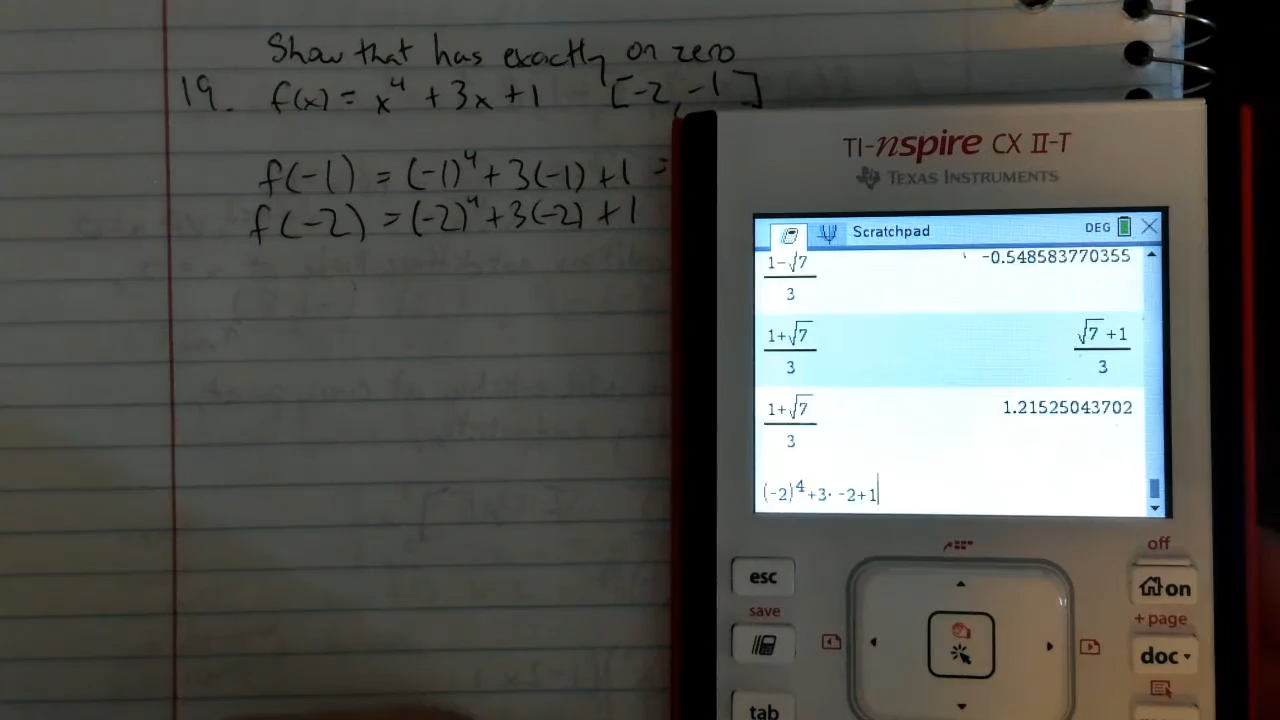 Show that has exactly on zero
19. f(x) = x⁴ + 3x + 1 [-2, -1]
f(-1) = (-1)⁴ + 3(-1) + 1 =
f(-2) = (-2)⁴ + 3(-2) + 1
TI-nspire CX II-T
TEXAS INSTRUMENTS
Scratchpad DEG
(1-√7)/3 -0.548583770355
(1+√7)/3 (√7+1)/3
(1+√7)/3 1.21525043702
(-2)⁴+3· -2+1
esc
save
tab
off
on
+ page
doc